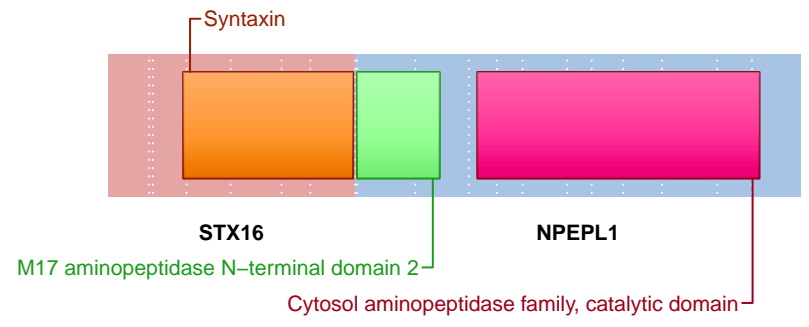 Syntaxin
STX16
NPEPL1
M17 aminopeptidase N−terminal domain 2
Cytosol aminopeptidase family, catalytic domain